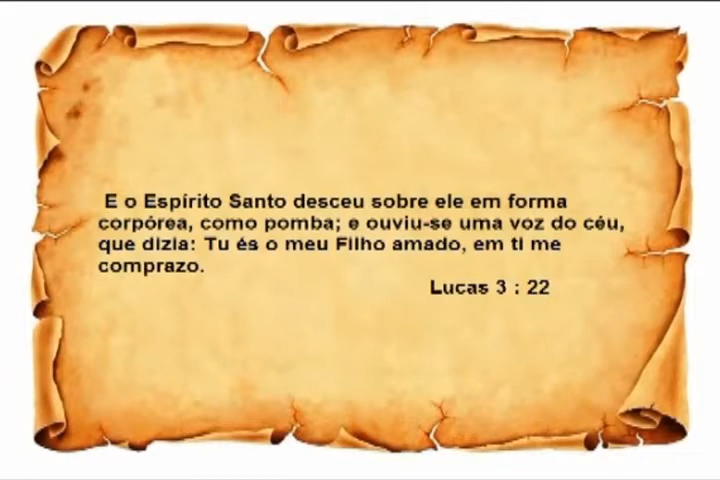 E o Espírito Santo desceu sobre ele em forma
corpórea, como pomba; e ouviu-se uma voz do céu,
que dizia: Tu és o meu Filho amado, em ti me
comprazo.
Lucas 3 : 22